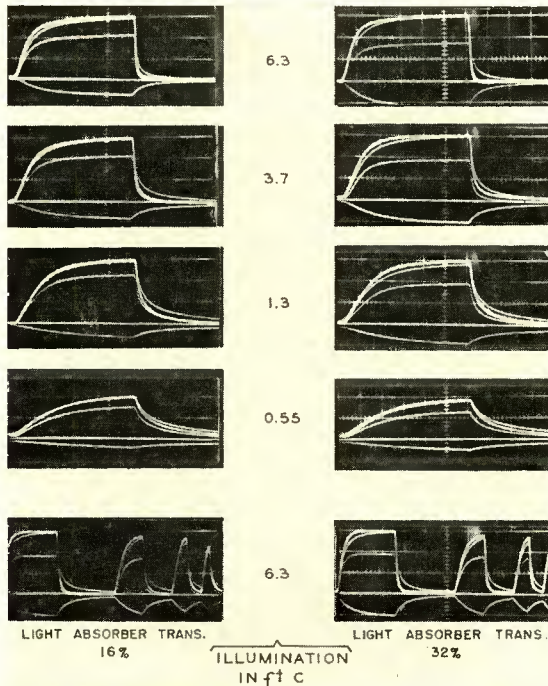 6.3
3.7
1.3
0.55
6.3
LIGHT ABSORBER TRANS.
16%
LIGHT ABSORBER TRANS.
32%
ILLUMINATION
IN ft C